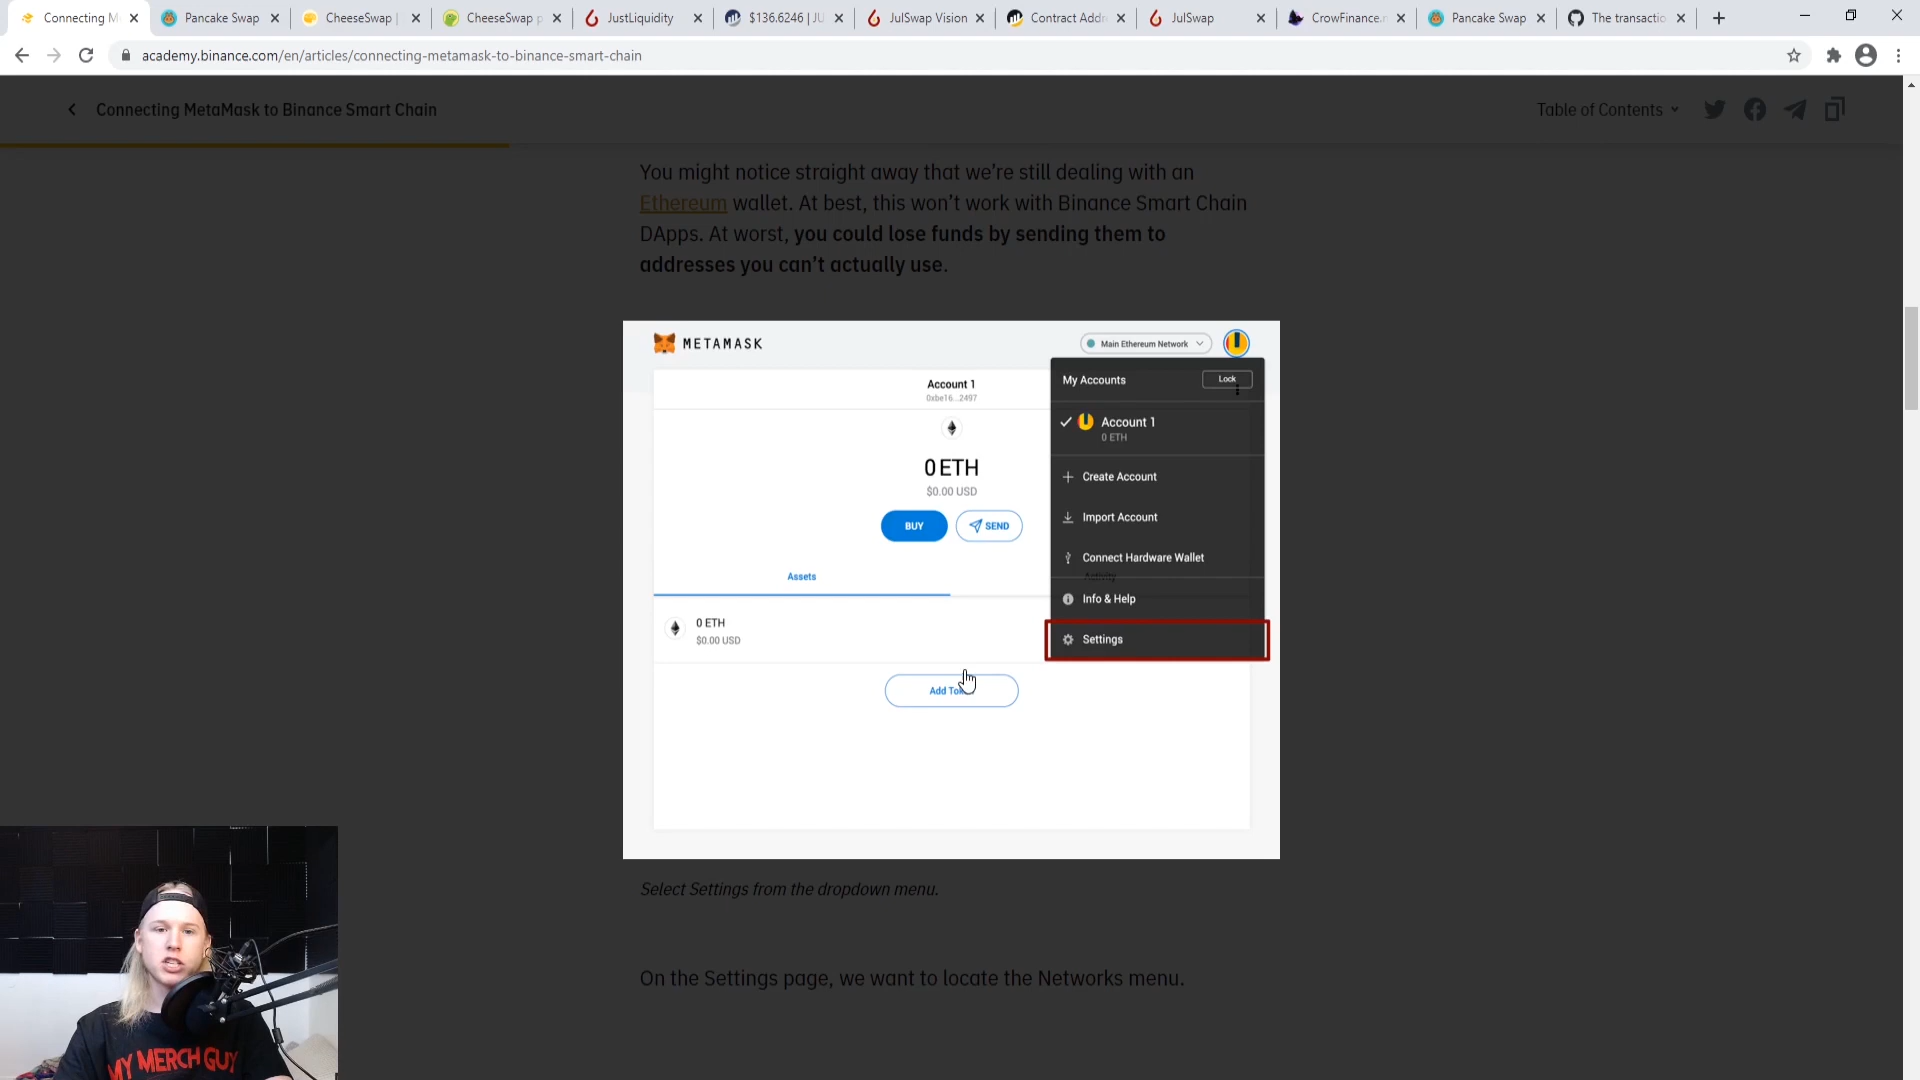 Connecting M
Pancake Swap
CheeseSwap |
CheeseSwap p
JustLiquidity
$136.6246 | JU
JulSwap Vision
Contract Addr
JulSwap
CrowFinance.n
Pancake Swap
The transactio
academy.binance.com/en/articles/connecting-metamask-to-binance-smart-chain
Connecting MetaMask to Binance Smart Chain
Table of Contents
You might notice straight away that we're still dealing with an
Ethereum wallet. At best, this won't work with Binance Smart Chain
DApps. At worst, you could lose funds by sending them to
addresses you can't actually use.
METAMASK
Main Ethereum Network
Account 1
0xbe16...2497
My Accounts
Lock
Account 1
0 ETH
0 ETH
$0.00 USD
Create Account
BUY
SEND
Import Account
Connect Hardware Wallet
Assets
Activity
Info & Help
0 ETH
$0.00 USD
Settings
Add Token
Select Settings from the dropdown menu.
On the Settings page, we want to locate the Networks menu.
MY MERCH GUY